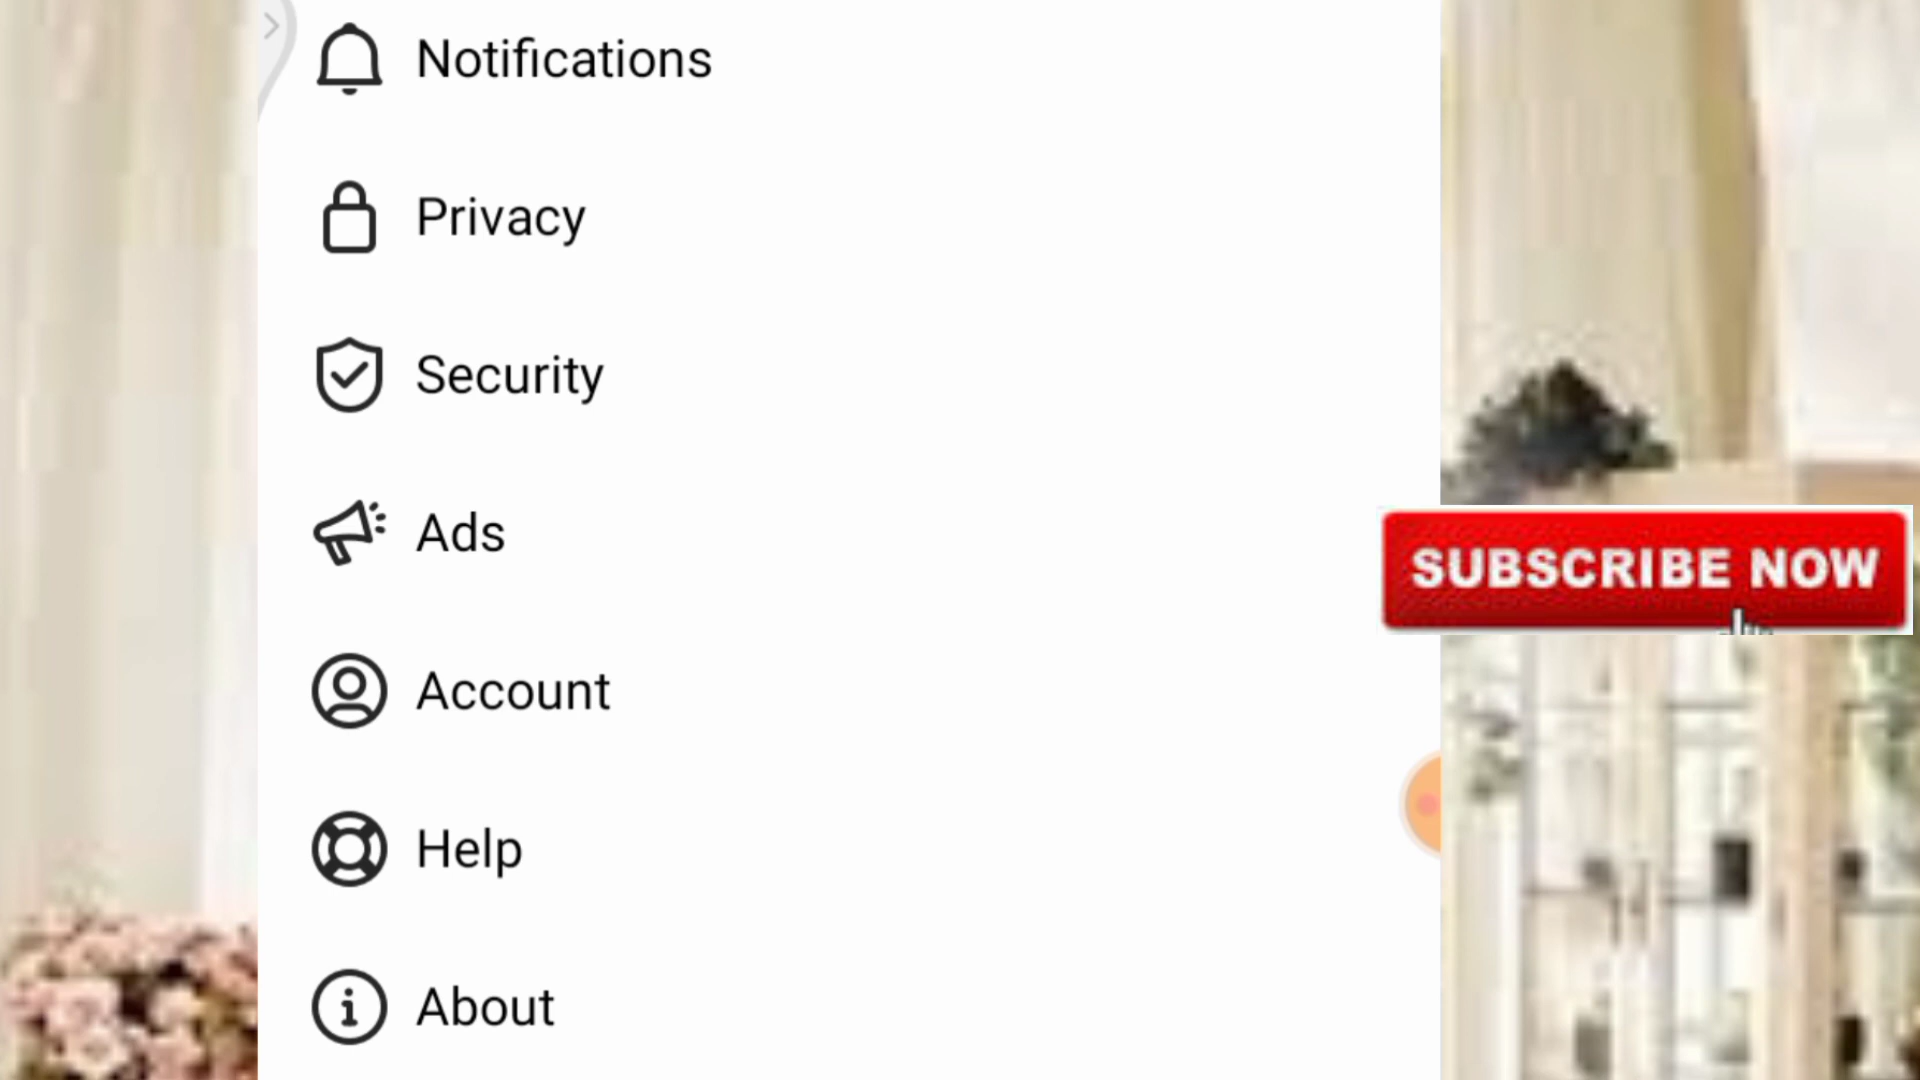 Notifications
Privacy
Security
Ads
SUBSCRIBE NOW
Account
Help
About